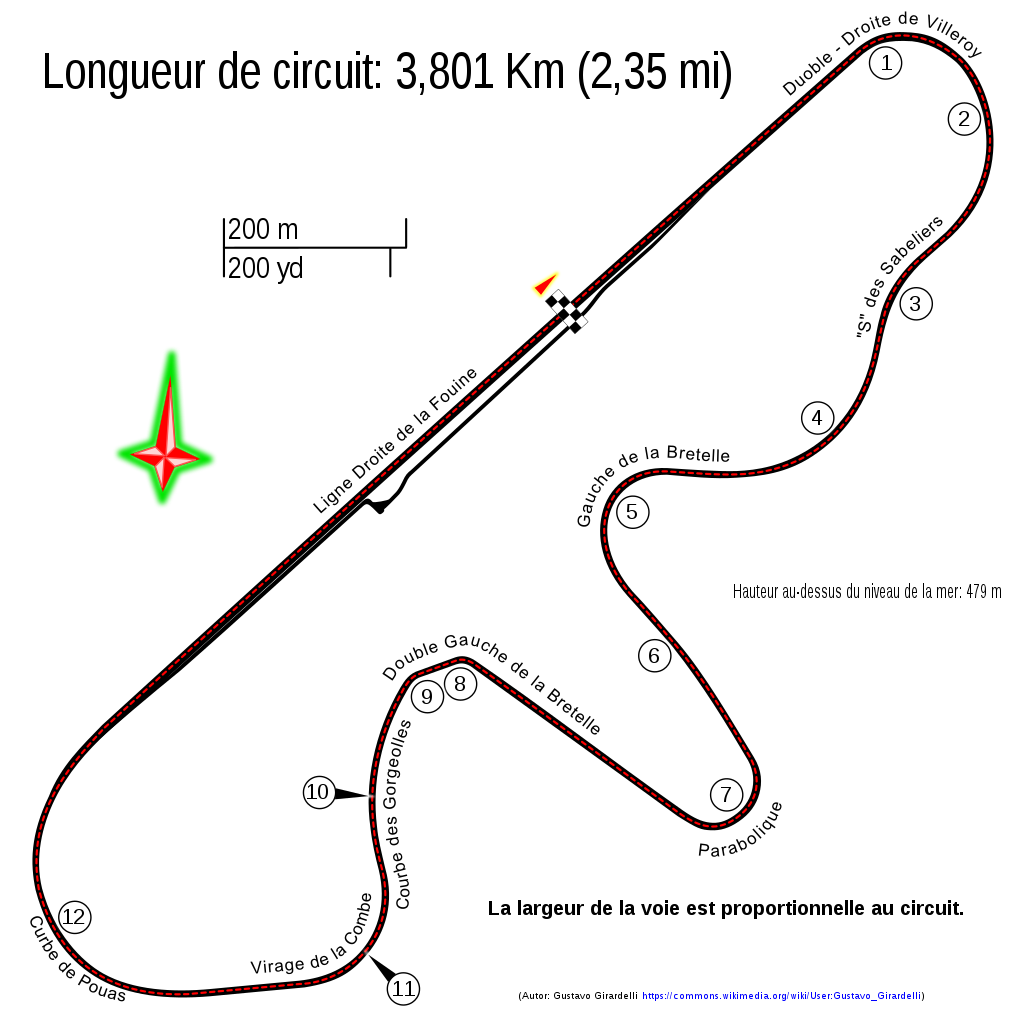 Longueur de circuit: 3,801 Km (2,35 mi)
Duoble - Droite de Villeroy
1
2
200 m
200 yd
"S" des Sabeliers
3
Ligne Droite de la Fouine
4
Gauche de la Bretelle
5
Hauteur au-dessus du niveau de la mer: 479 m
6
Double Gauche de la Bretelle
8
9
7
Parabolique
10
Courbe des Gorgeolles
12
Curbe de Pouas
Virage de la Combe
11
La largeur de la voie est proportionnelle au circuit.
(Autor: Gustavo Girardelli https://commons.wikimedia.org/wiki/User:Gustavo_Girardelli)